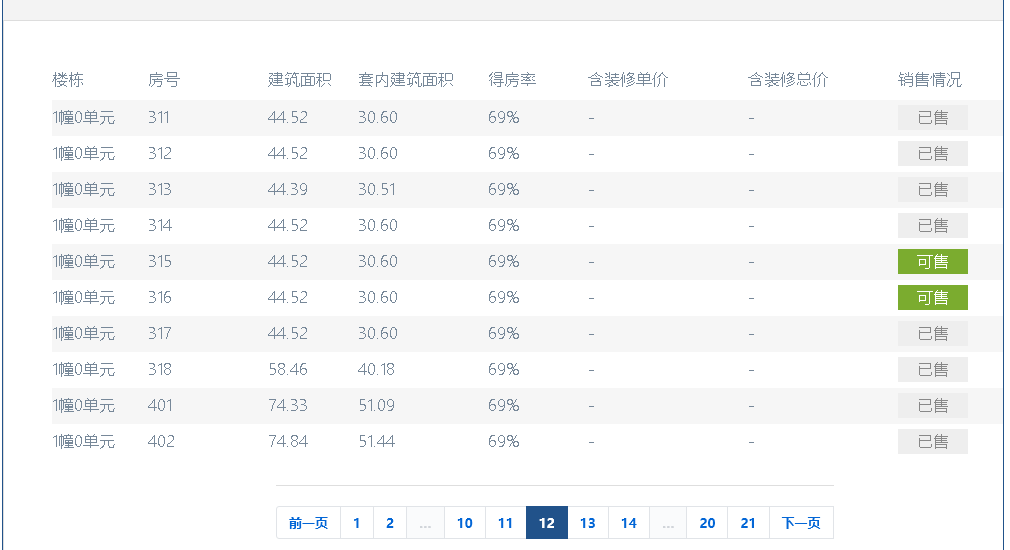 楼栋 房号 建筑面积 套内建筑面积 得房率 含装修单价 含装修总价 销售情况
1幢0单元 311 44.52 30.60 69% - - 已售
1幢0单元 312 44.52 30.60 69% - - 已售
1幢0单元 313 44.39 30.51 69% - - 已售
1幢0单元 314 44.52 30.60 69% - - 已售
1幢0单元 315 44.52 30.60 69% - - 可售
1幢0单元 316 44.52 30.60 69% - - 可售
1幢0单元 317 44.52 30.60 69% - - 已售
1幢0单元 318 58.46 40.18 69% - - 已售
1幢0单元 401 74.33 51.09 69% - - 已售
1幢0单元 402 74.84 51.44 69% - - 已售
前一页 1 2 ... 10 11 12 13 14 ... 20 21 下一页